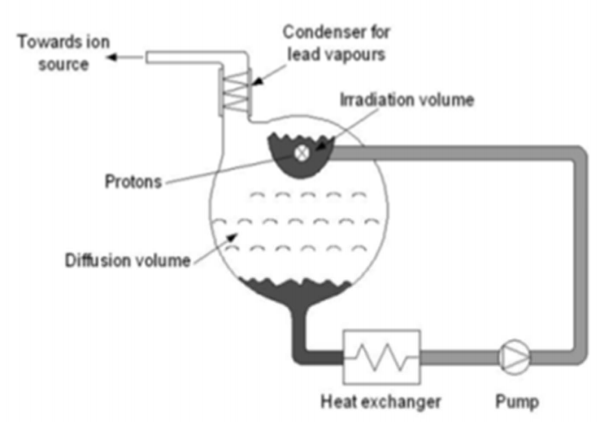 Towards ion
source
Condenser for
lead vapours
Irradiation volume
Protons
Diffusion volume
Heat exchanger
Pump